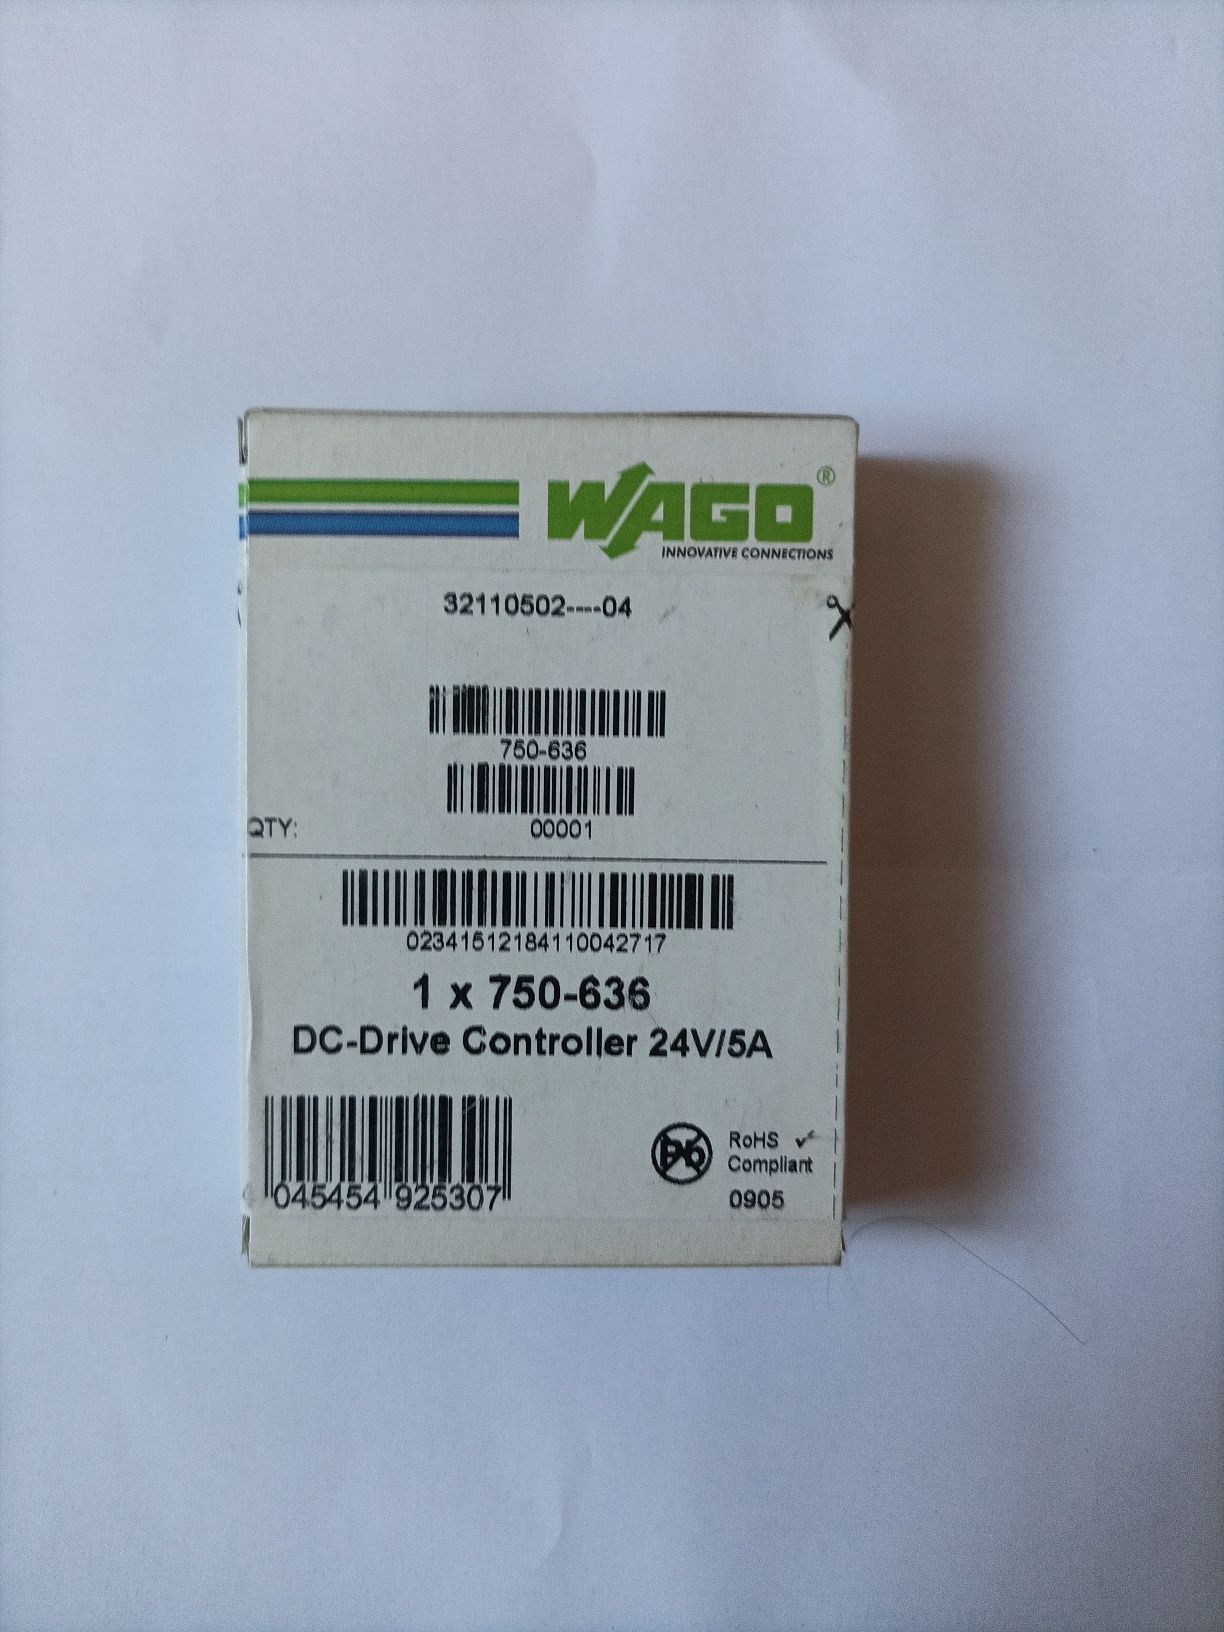 WAGO®
INNOVATIVE CONNECTIONS
32110502----04
750-636
QTY: 00001
02341512184110042717
1 x 750-636
DC-Drive Controller 24V/5A
045454 925307
Pb RoHS ✓
Compliant
0905